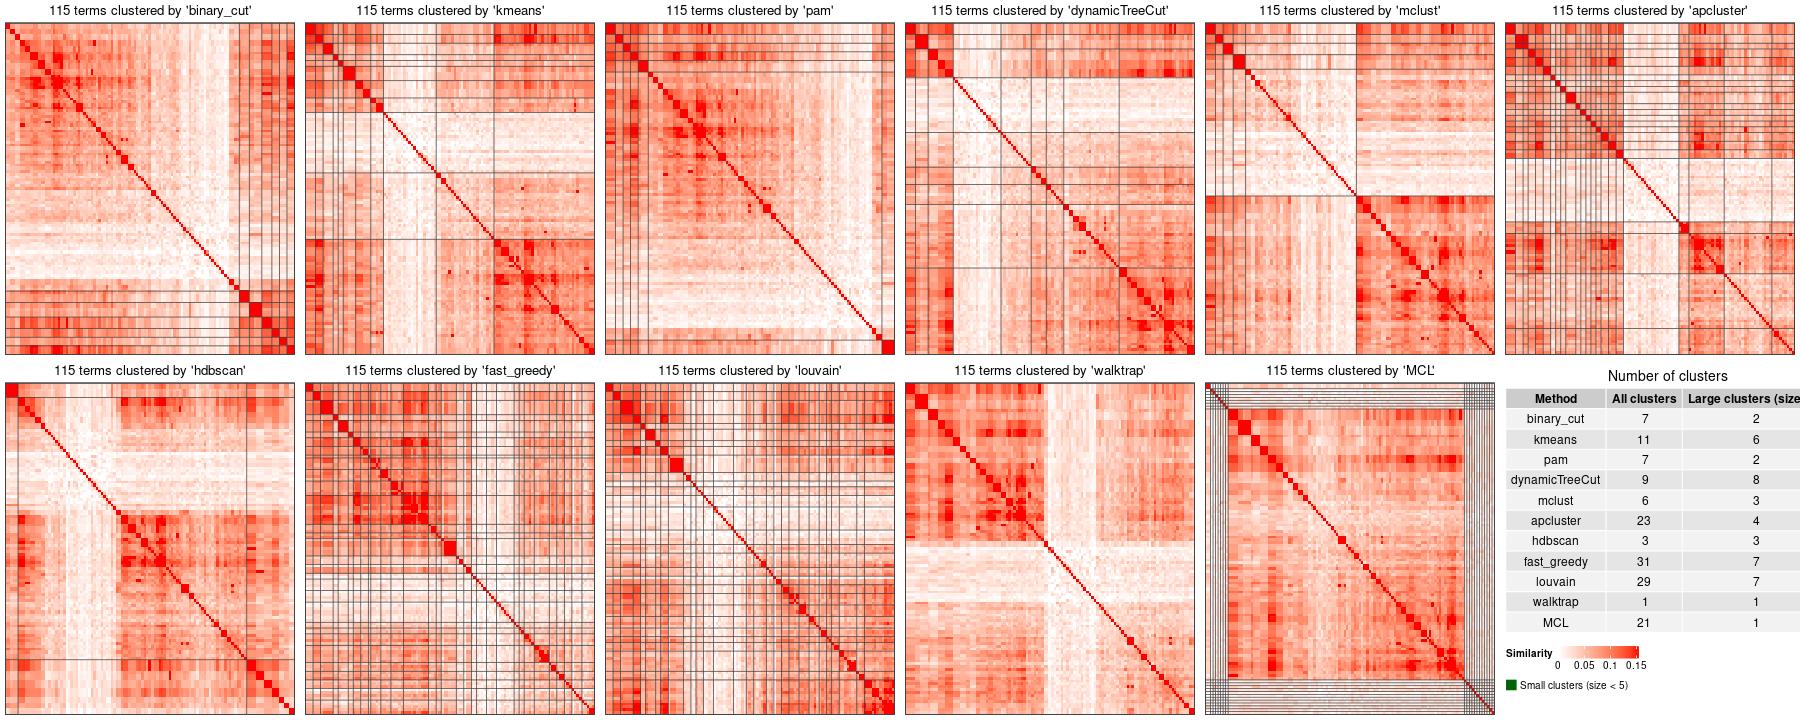 115 terms clustered by 'binary_cut'
115 terms clustered by 'kmeans'
115 terms clustered by 'pam'
115 terms clustered by 'dynamicTreeCut'
115 terms clustered by 'mclust'
115 terms clustered by 'apcluster'
115 terms clustered by 'hdbscan'
115 terms clustered by 'fast_greedy'
115 terms clustered by 'louvain'
115 terms clustered by 'walktrap'
115 terms clustered by 'MCL'
Number of clusters
Method All clusters Large clusters (size
binary_cut 7 2
kmeans 11 6
pam 7 2
dynamicTreeCut 9 8
mclust 6 3
apcluster 23 4
hdbscan 3 3
fast_greedy 31 7
louvain 29 7
walktrap 1 1
MCL 21 1
Similarity
0 0.05 0.1 0.15
Small clusters (size < 5)